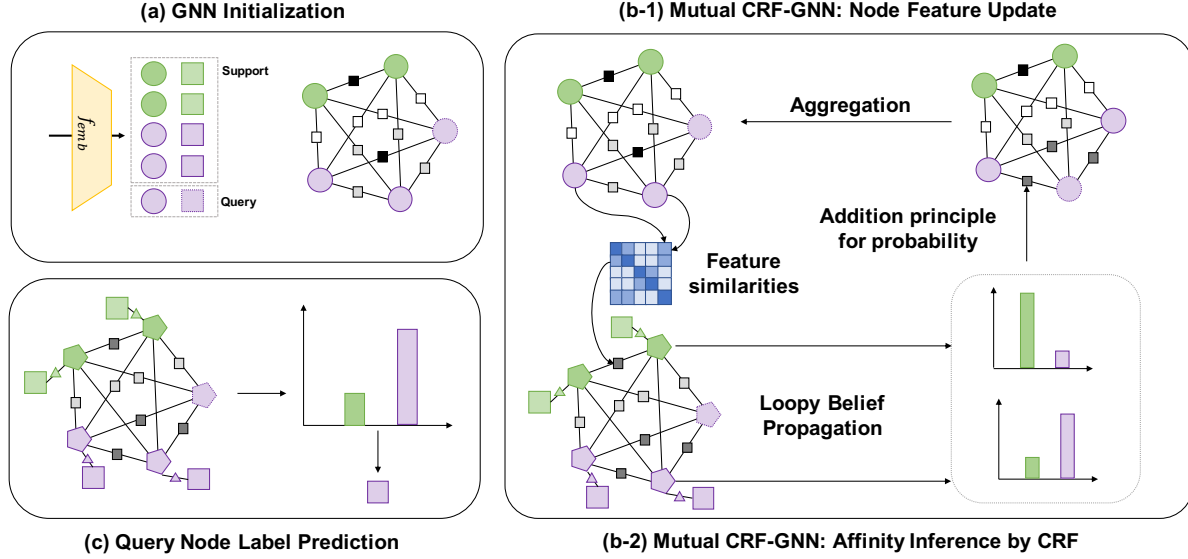 (a) GNN Initialization
f_emb
Support
Query
(b-1) Mutual CRF-GNN: Node Feature Update
Aggregation
Addition principle
for probability
Feature
similarities
Loopy Belief
Propagation
(c) Query Node Label Prediction
(b-2) Mutual CRF-GNN: Affinity Inference by CRF